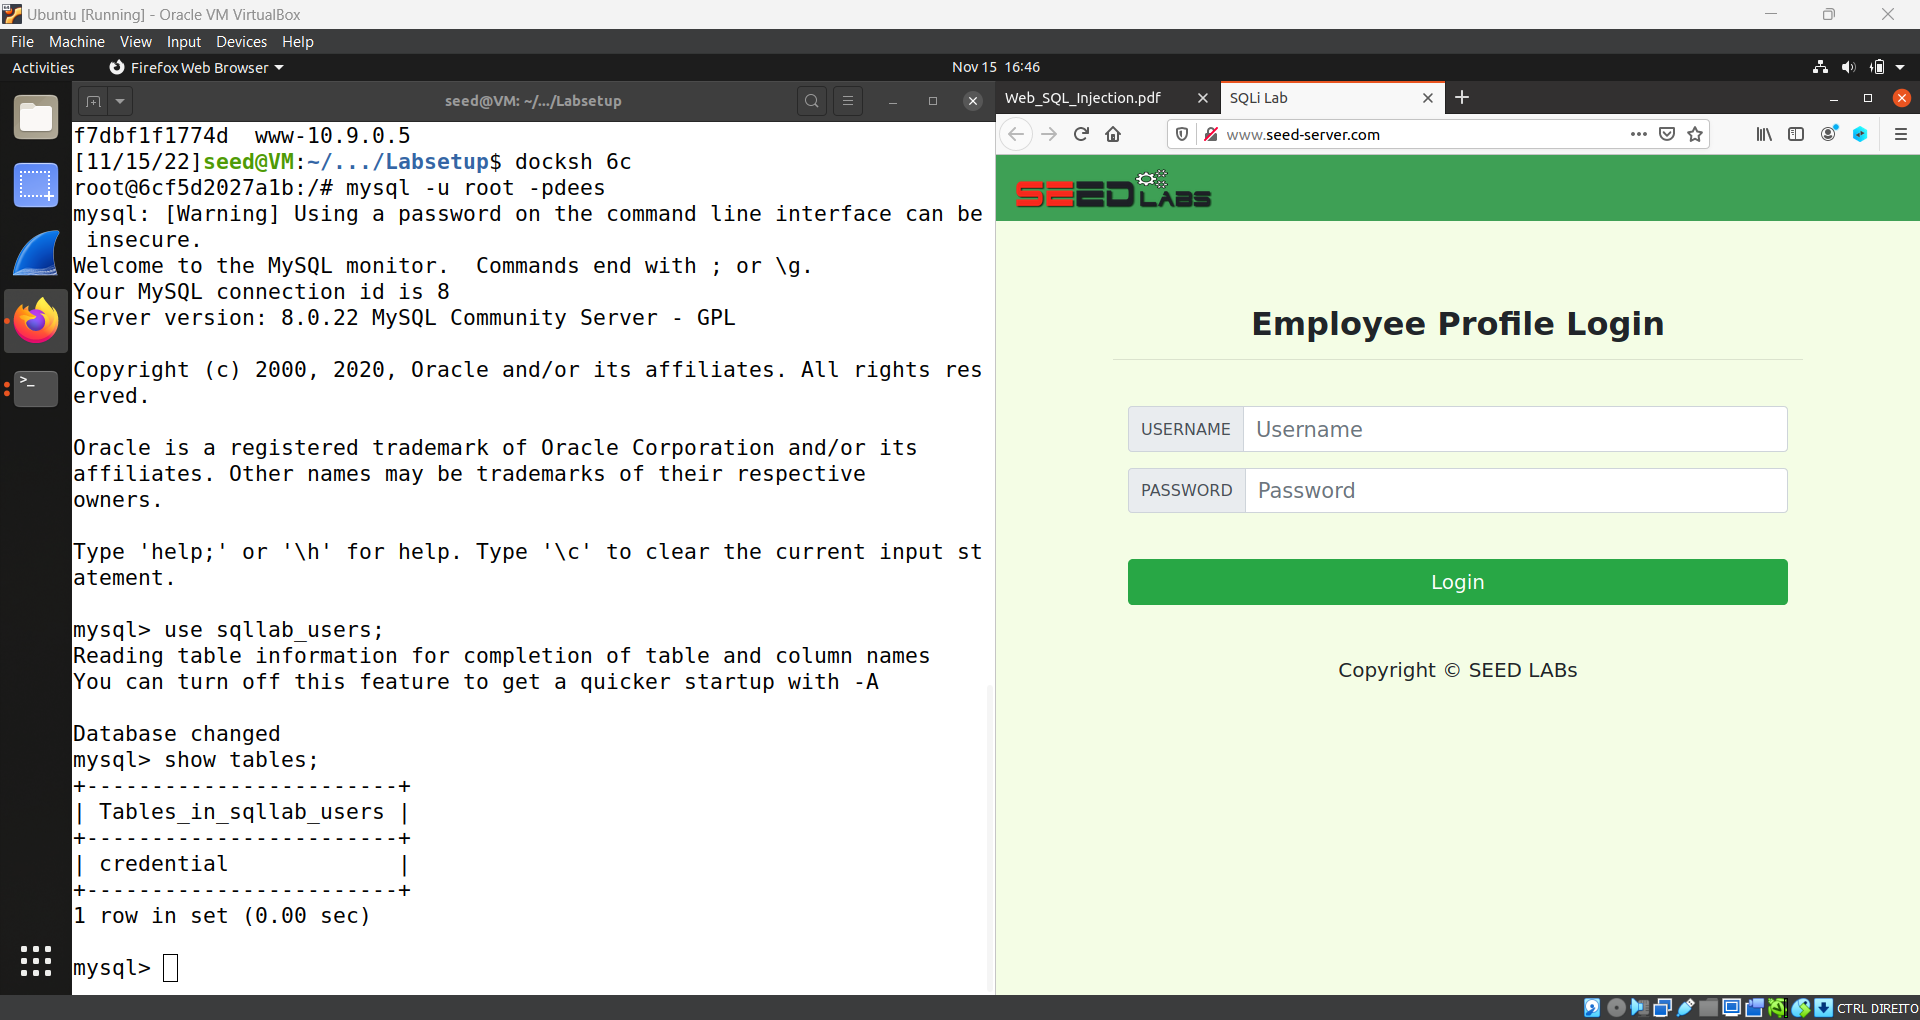 Ubuntu [Running] - Oracle VM VirtualBox
File Machine View Input Devices Help
Activities Firefox Web Browser Nov 15 16:46
seed@VM: ~/.../Labsetup
f7dbf1f1774d  www-10.9.0.5
[11/15/22]seed@VM:~/.../Labsetup$ docksh 6c
root@6cf5d2027a1b:/# mysql -u root -pdees
mysql: [Warning] Using a password on the command line interface can be
 insecure.
Welcome to the MySQL monitor.  Commands end with ; or \g.
Your MySQL connection id is 8
Server version: 8.0.22 MySQL Community Server - GPL
Copyright (c) 2000, 2020, Oracle and/or its affiliates. All rights res
erved.
Oracle is a registered trademark of Oracle Corporation and/or its
affiliates. Other names may be trademarks of their respective
owners.
Type 'help;' or '\h' for help. Type '\c' to clear the current input st
atement.
mysql> use sqllab_users;
Reading table information for completion of table and column names
You can turn off this feature to get a quicker startup with -A
Database changed
mysql> show tables;
+------------------------+
| Tables_in_sqllab_users |
+------------------------+
| credential             |
+------------------------+
1 row in set (0.00 sec)
mysql>
Web_SQL_Injection.pdf SQLi Lab
www.seed-server.com
SEED LABS
Employee Profile Login
USERNAME Username
PASSWORD Password
Login
Copyright © SEED LABs
CTRL DIREITO